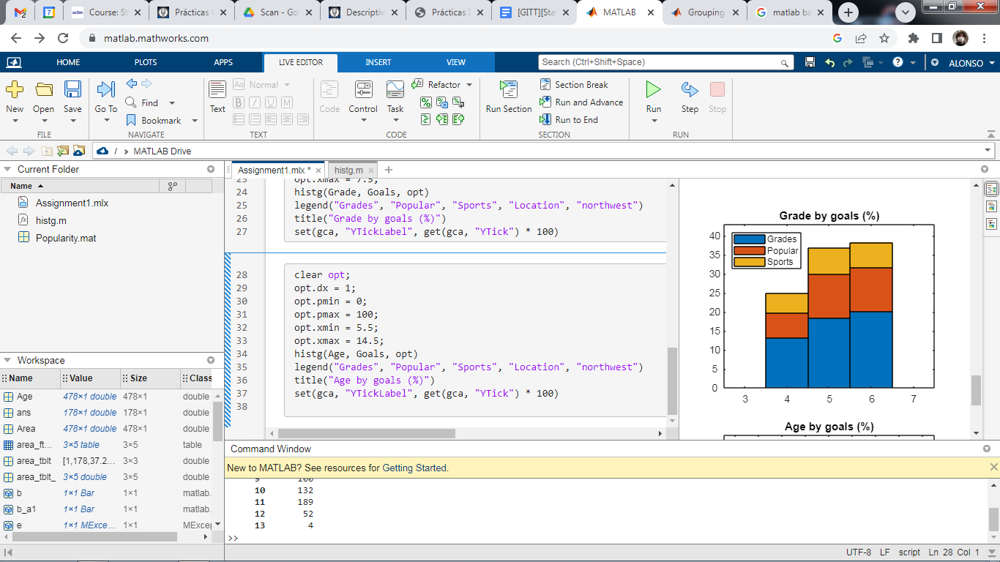 2
7
Course: St
Prácticas (
Scan - Go
Descriptiv
Prácticas I
[GITT][Sta
MATLAB
Grouping
matlab ba
matlab.mathworks.com
HOME
PLOTS
APPS
LIVE EDITOR
INSERT
VIEW
Search (Ctrl+Shift+Space)
ALONSO
New
Open
Save
FILE
Go To
Find
Bookmark
NAVIGATE
Text
Aa Normal
B I U M
TEXT
Code
Control
Task
Refactor
CODE
Run Section
Section Break
Run and Advance
Run to End
SECTION
Run
Step
Stop
RUN
/ MATLAB Drive
Current Folder
Name
Assignment1.mlx
histg.m
Popularity.mat
Workspace
Name Value Size Class
Age 478×1 double 478×1 double
ans 178×1 double 178×1 double
Area 478×1 double 478×1 double
area_ft... 3×5 table 3×5 table
area_tblt [1,178,37.2... 3×3 double
area_tblt_ 3×5 double 3×5 double
b 1×1 Bar 1×1 matlab.
b_a1 1×1 Bar 1×1 matlab.
e 1×1 MExce... 1×1 MExcep
Assignment1.mlx *
histg.m
23 opt.xmax = 7.5;
24 histg(Grade, Goals, opt)
25 legend("Grades", "Popular", "Sports", "Location", "northwest")
26 title("Grade by goals (%)")
27 set(gca, "YTickLabel", get(gca, "YTick") * 100)
28 clear opt;
29 opt.dx = 1;
30 opt.pmin = 0;
31 opt.pmax = 100;
32 opt.xmin = 5.5;
33 opt.xmax = 14.5;
34 histg(Age, Goals, opt)
35 legend("Grades", "Popular", "Sports", "Location", "northwest")
36 title("Age by goals (%)")
37 set(gca, "YTickLabel", get(gca, "YTick") * 100)
38
Grade by goals (%)
Grades
Popular
Sports
40
35
30
25
20
15
10
5
0
3 4 5 6 7
Age by goals (%)
Command Window
New to MATLAB? See resources for Getting Started.
9 100
10 132
11 189
12 52
13 4
>>
UTF-8 LF script Ln 28 Col 1